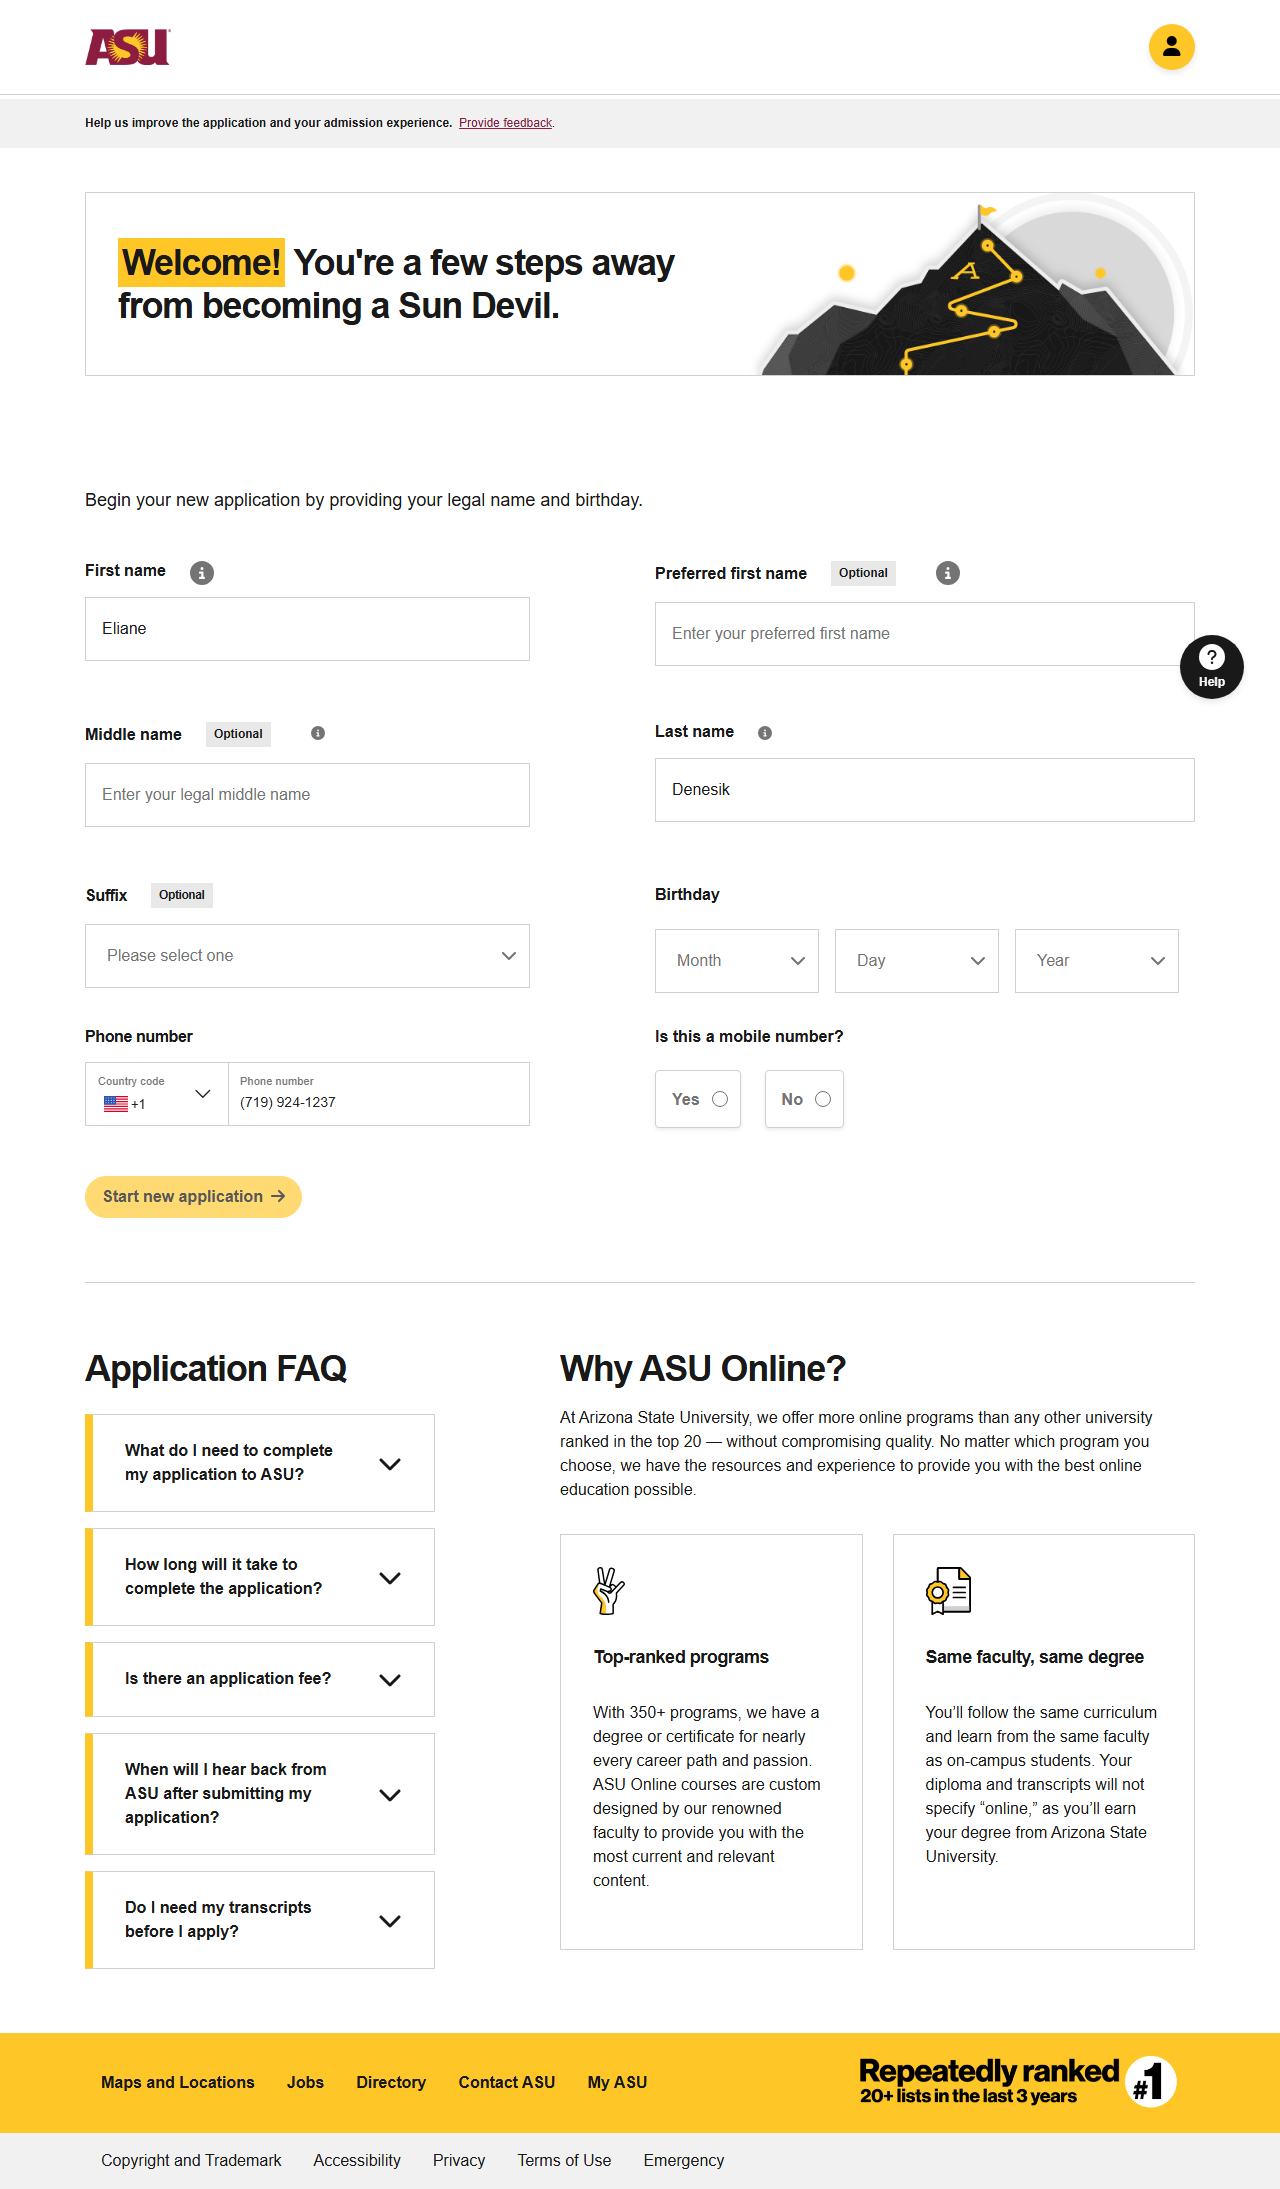 ASU
Help us improve the application and your admission experience. Provide feedback.
Welcome! You're a few steps away
from becoming a Sun Devil.
A
Begin your new application by providing your legal name and birthday.
First name
Eliane
Preferred first name Optional
Enter your preferred first name
Help
Middle name Optional
Enter your legal middle name
Last name
Denesik
Suffix Optional
Please select one
Birthday
Month Day Year
Phone number
Country code
+1
Phone number
(719) 924-1237
Is this a mobile number?
Yes No
Start new application
Application FAQ
What do I need to complete
my application to ASU?
How long will it take to
complete the application?
Is there an application fee?
When will I hear back from
ASU after submitting my
application?
Do I need my transcripts
before I apply?
Why ASU Online?
At Arizona State University, we offer more online programs than any other university
ranked in the top 20 — without compromising quality. No matter which program you
choose, we have the resources and experience to provide you with the best online
education possible.
Top-ranked programs
With 350+ programs, we have a
degree or certificate for nearly
every career path and passion.
ASU Online courses are custom
designed by our renowned
faculty to provide you with the
most current and relevant
content.
Same faculty, same degree
You’ll follow the same curriculum
and learn from the same faculty
as on-campus students. Your
diploma and transcripts will not
specify “online,” as you’ll earn
your degree from Arizona State
University.
Maps and Locations Jobs Directory Contact ASU My ASU
Repeatedly ranked
20+ lists in the last 3 years
#1
Copyright and Trademark Accessibility Privacy Terms of Use Emergency